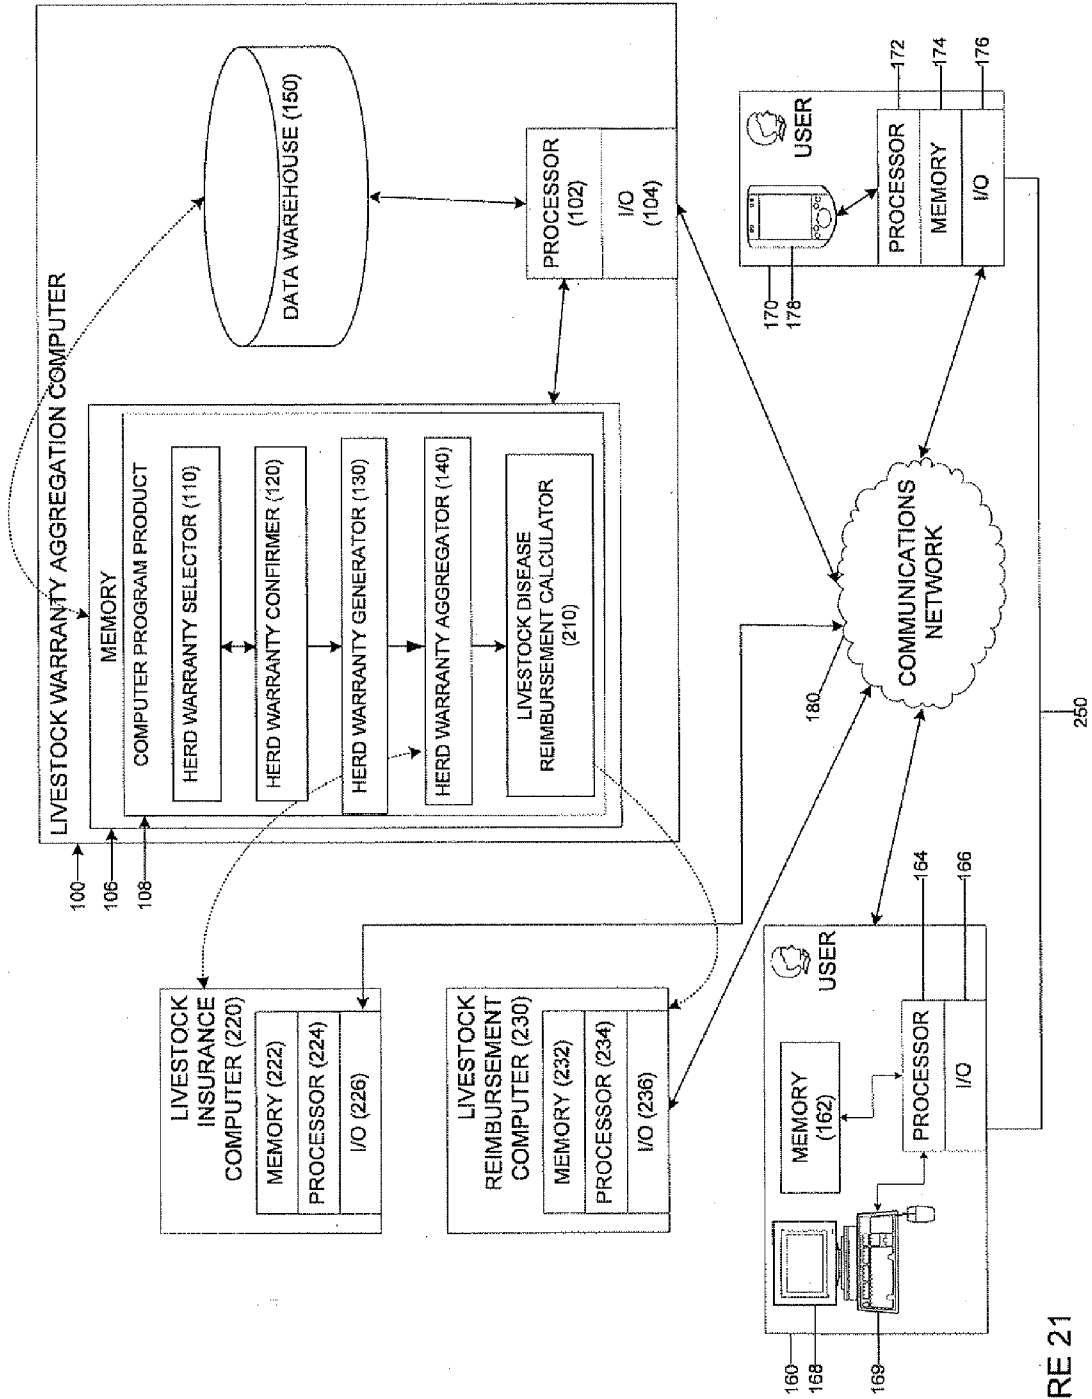 LIVESTOCK WARRANTY AGGREGATION COMPUTER
MEMORY
COMPUTER PROGRAM PRODUCT
HERD WARRANTY SELECTOR (110)
HERD WARRANTY CONFIRMER (120)
HERD WARRANTY GENERATOR (130)
HERD WARRANTY AGGREGATOR (140)
LIVESTOCK DISEASE
REIMBURSEMENT CALCULATOR
(210)
DATA WAREHOUSE (150)
PROCESSOR
(102)
I/O
(104)
100
106
108
LIVESTOCK
INSURANCE
COMPUTER (220)
MEMORY (222)
PROCESSOR (224)
I/O (226)
LIVESTOCK
REIMBURSEMENT
COMPUTER (230)
MEMORY (232)
PROCESSOR (234)
I/O (236)
180
COMMUNICATIONS
NETWORK
USER
PROCESSOR
MEMORY
I/O
170
178
172
174
176
USER
MEMORY
(162)
PROCESSOR
I/O
164
166
160
168
169
250
RE 21